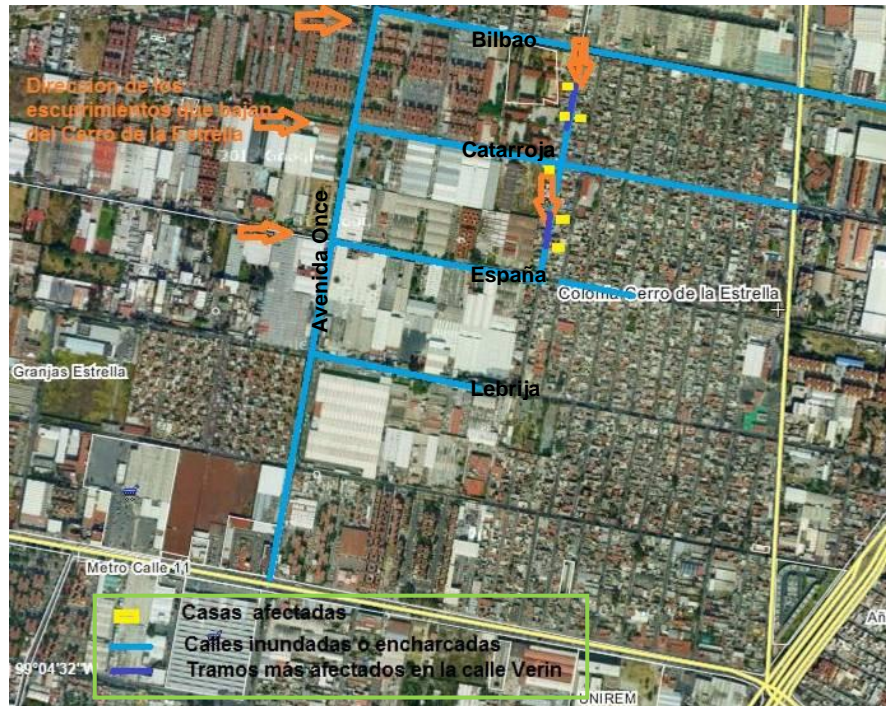 Bilbao
Dirección de los
escurrimientos que bajan
del Cerro de la Estrella
Catarroja
Avenida Once
España
Colonia Cerro de la Estrella
Granjas Estrella
Lebrija
Metro Calle 11
Casas afectadas
Calles inundadas o encharcadas
Tramos más afectados en la calle Verin
99°04'32"W
UNIREM